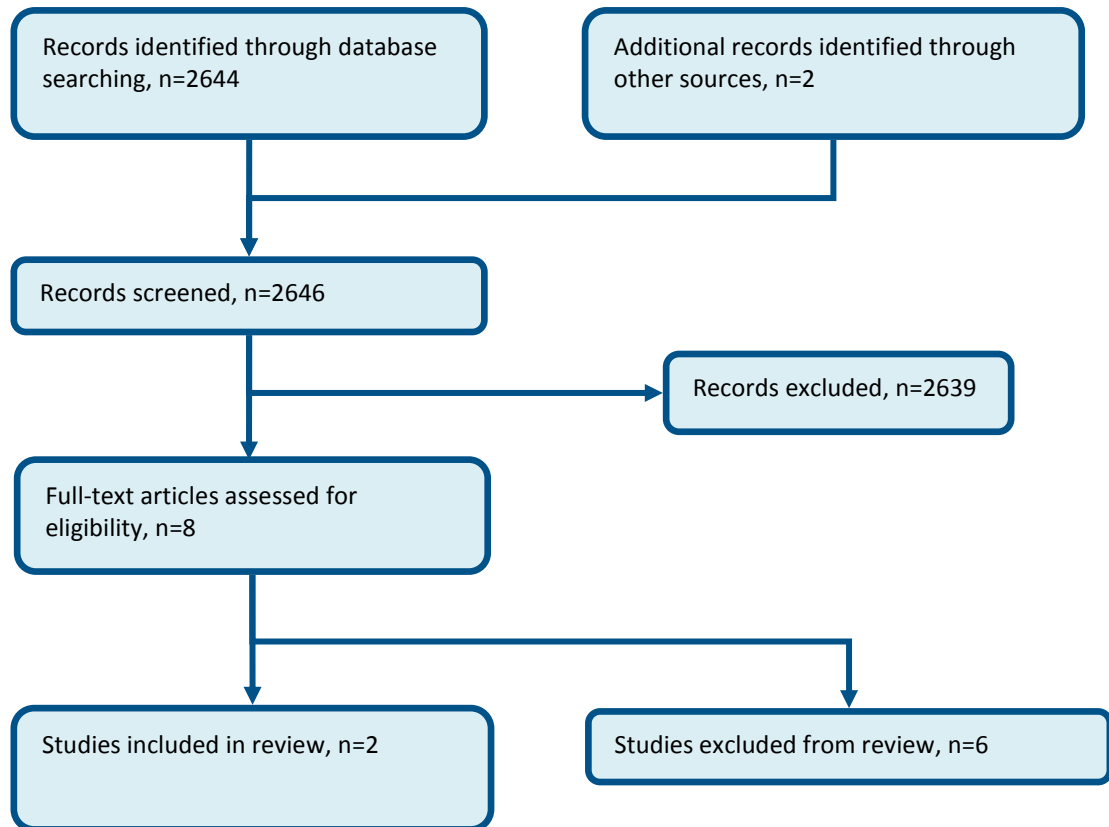 Records identified through database
searching, n=2644
Additional records identified through
other sources, n=2
Records screened, n=2646
Records excluded, n=2639
Full-text articles assessed for
eligibility, n=8
Studies included in review, n=2
Studies excluded from review, n=6